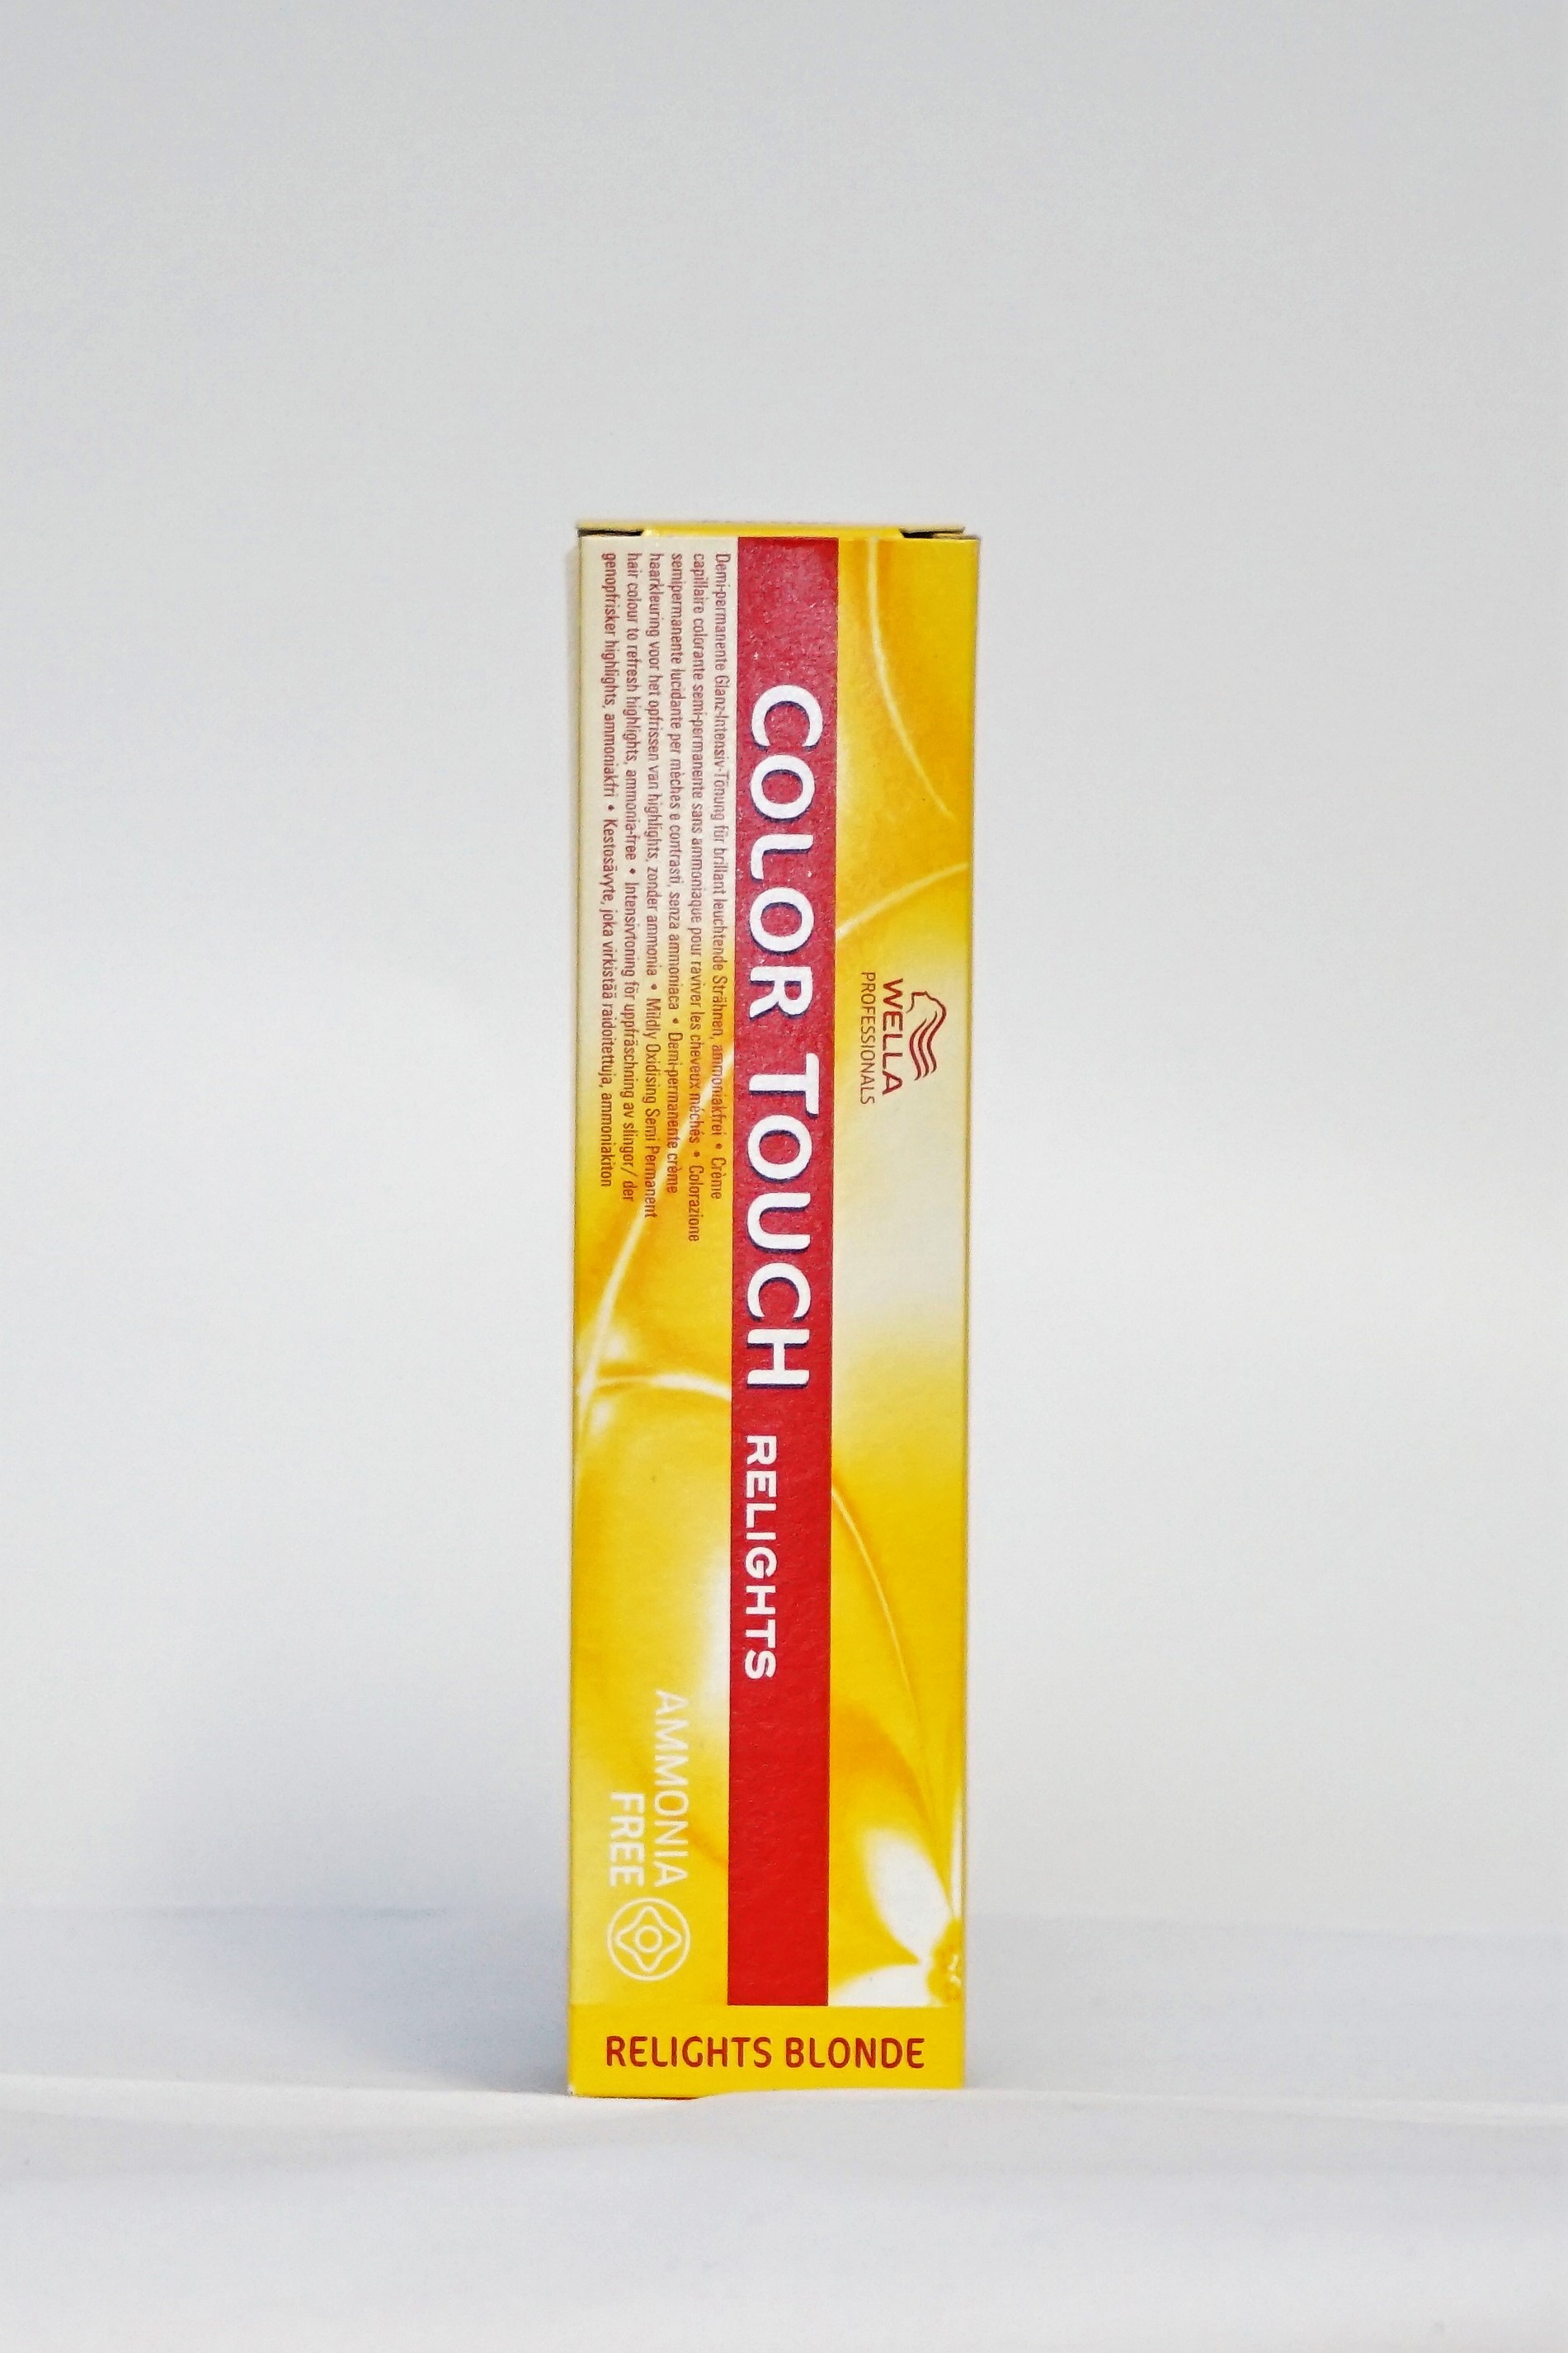 WELLA
PROFESSIONALS
COLOR TOUCH RELIGHTS
Demi-permanente Glanz-Intensiv-Tönung für brillant leuchtende Strähnen, ammoniakfrei • Crème
capillaire colorante semi-permanente sans ammoniaque pour raviver les cheveux méchés • Colorazione
semipermanente lucidante per mèches e contrasti, senza ammoniaca • Demi-permanente crème
haarkleuring voor het opfrissen van highlights, zonder ammonia • Mildly Oxidising Semi Permanent
hair colour to refresh highlights, ammonia-free • Intensivtoning för uppfräschning av slingor/ der
genopfrisker highlights, ammoniakfri • Kestosävyte, joka virkistää raidoitettuja, ammoniakiton
AMMONIA
FREE
RELIGHTS BLONDE